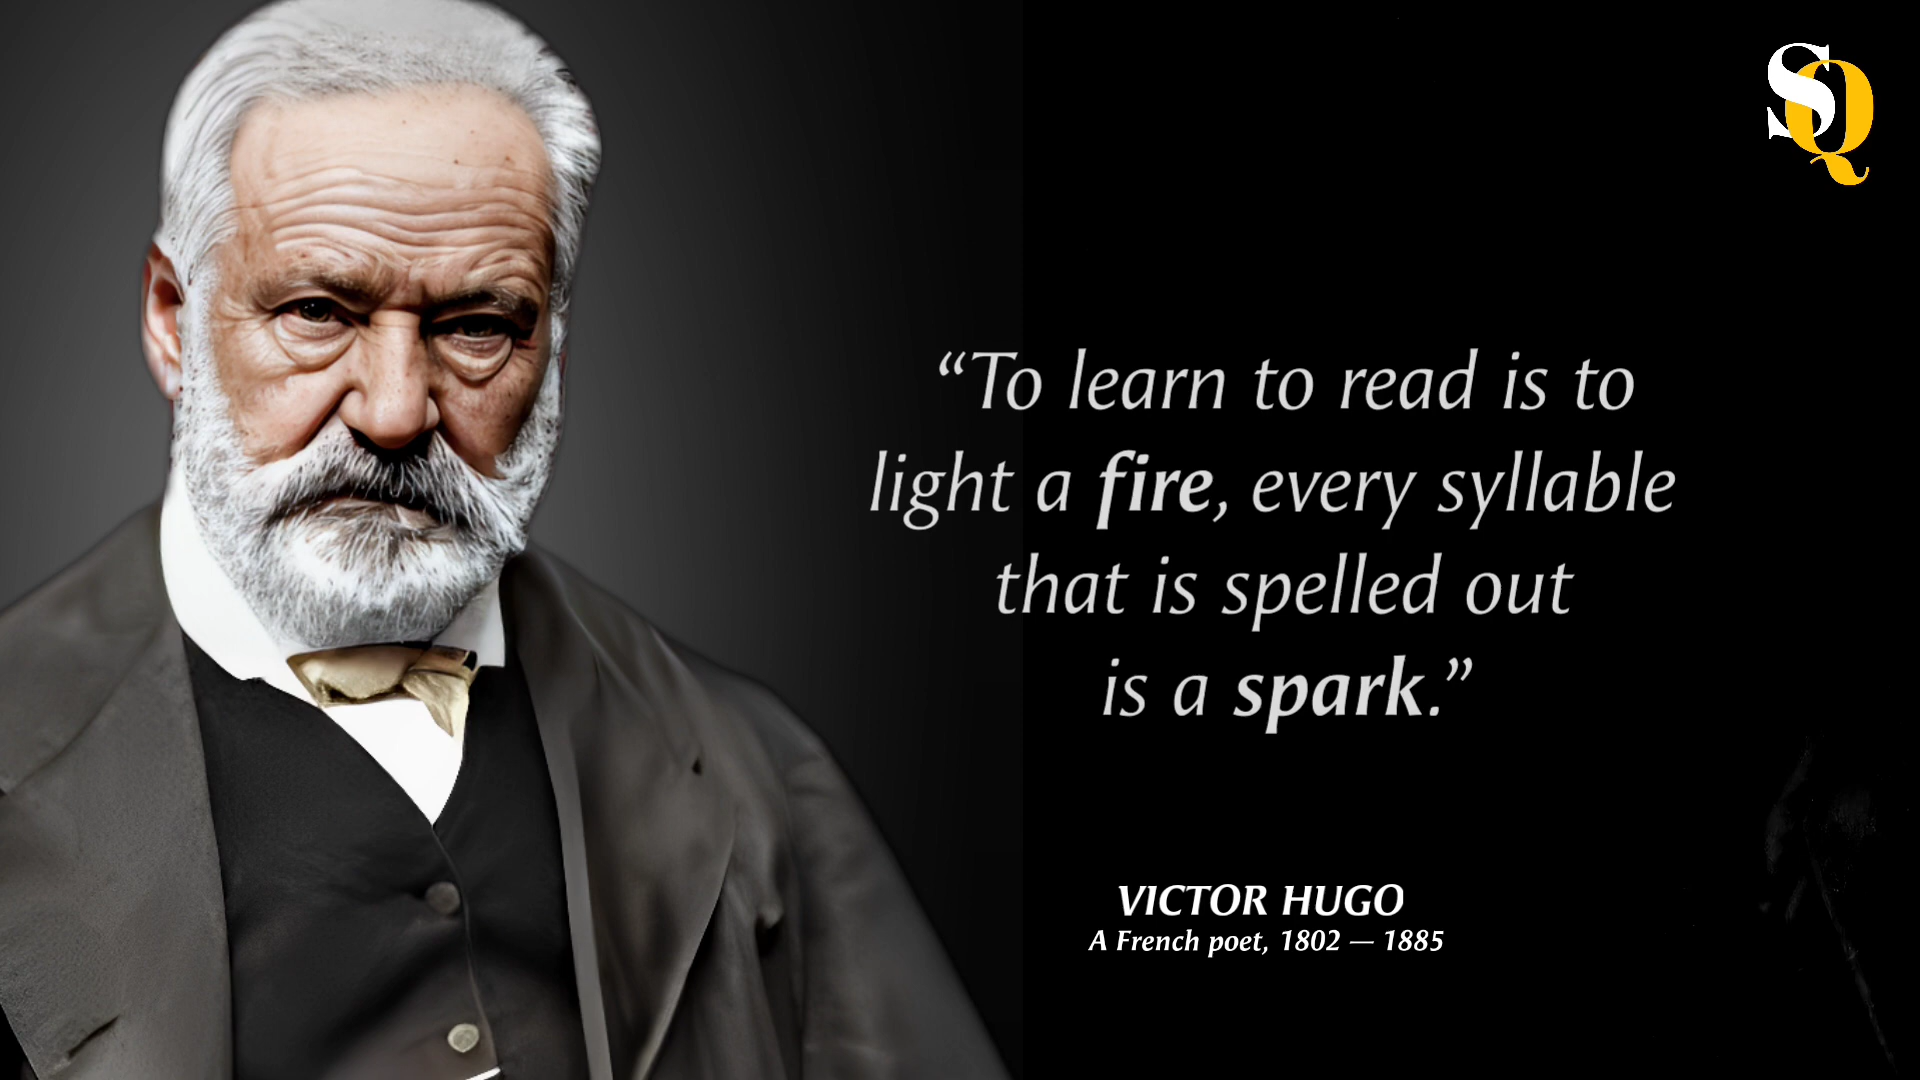 SQ
“To learn to read is to
light a fire, every syllable
that is spelled out
is a spark.”
VICTOR HUGO
A French poet, 1802 — 1885